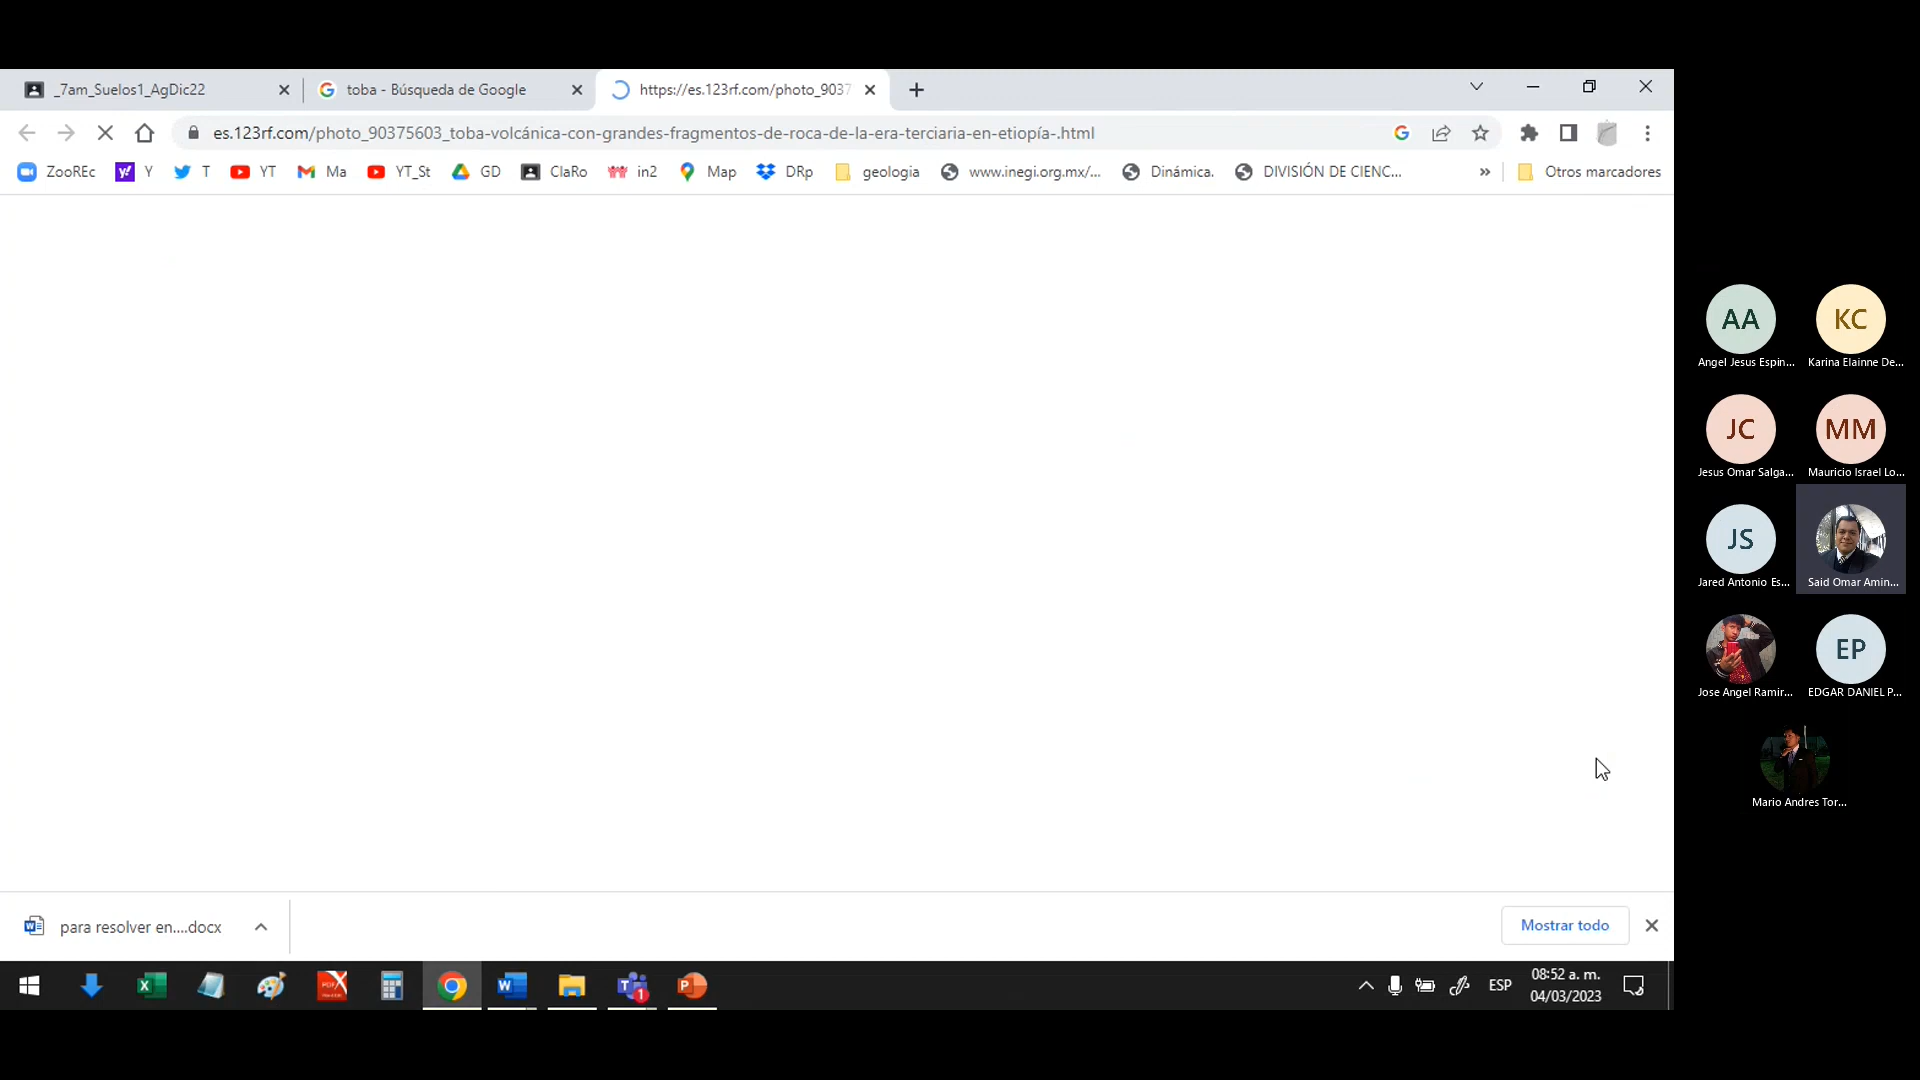 _7am_Suelos1_AgDic22
toba - Búsqueda de Google
https://es.123rf.com/photo_9037
es.123rf.com/photo_90375603_toba-volcánica-con-grandes-fragmentos-de-roca-de-la-era-terciaria-en-etiopía-.html
ZooREc Y T YT Ma YT_St GD ClaRo in2 Map DRp geologia www.inegi.org.mx/... Dinámica. DIVISIÓN DE CIENC... » Otros marcadores
AA KC
Angel Jesus Espin... Karina Elainne De...
JC MM
Jesus Omar Salga... Mauricio Israel Lo...
JS
Jared Antonio Es... Said Omar Amin...
EP
Jose Angel Ramir... EDGAR DANIEL P...
Mario Andres Tor...
para resolver en....docx
Mostrar todo
ESP
08:52 a. m.
04/03/2023